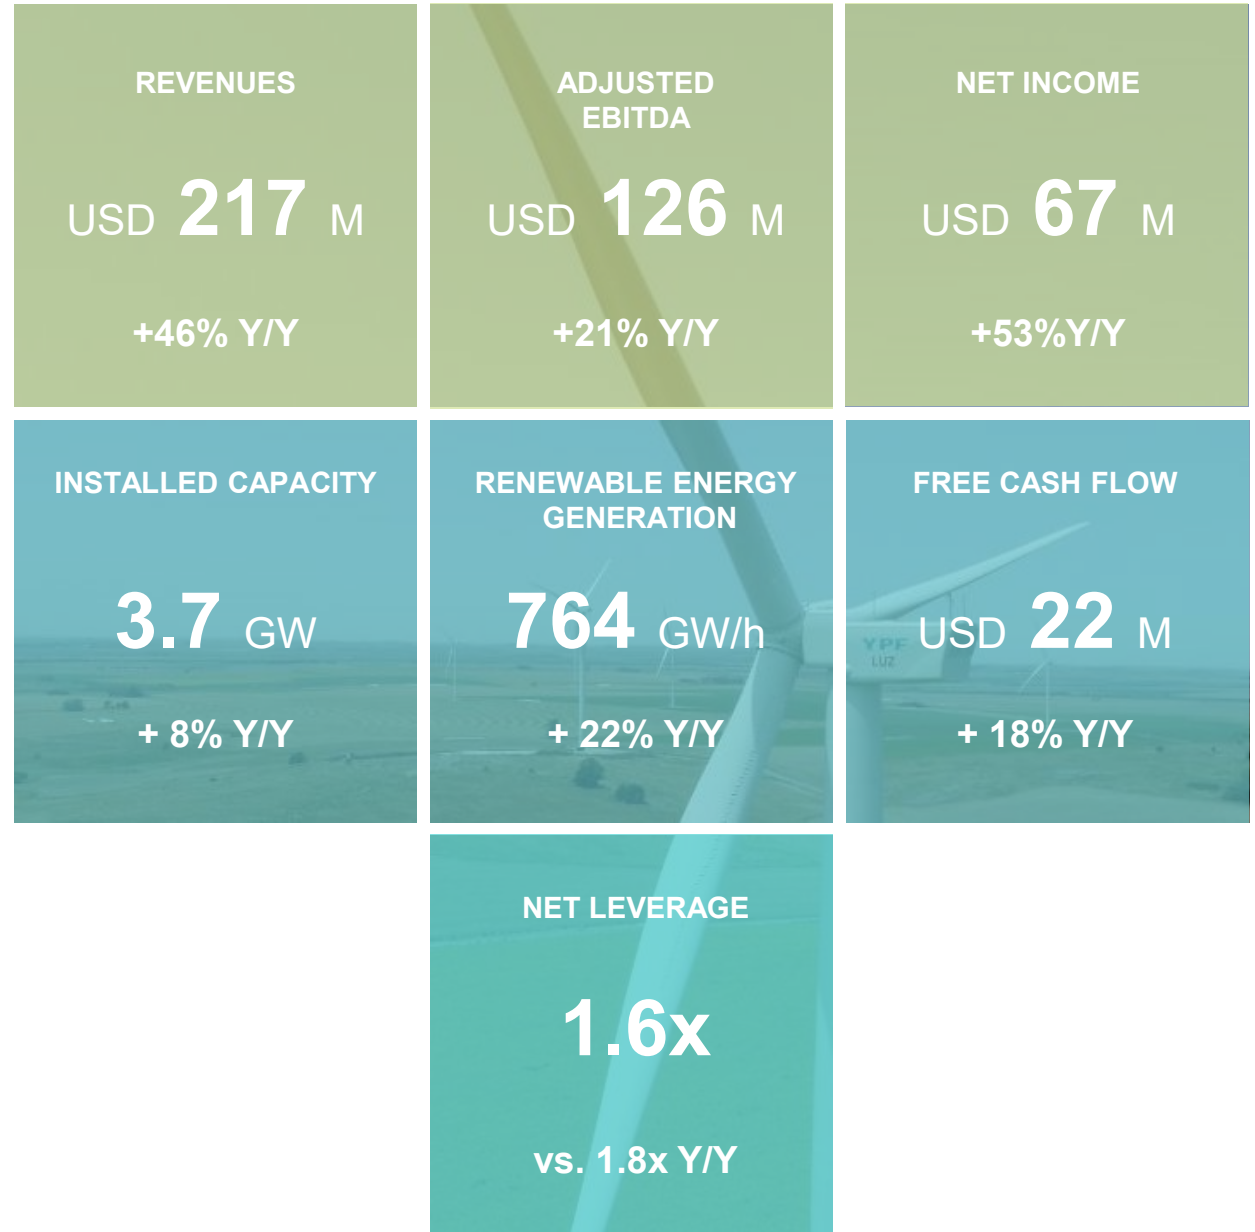 REVENUES
USD 217 M
+46% Y/Y
ADJUSTED
EBITDA
USD 126 M
+21% Y/Y
NET INCOME
USD 67 M
+53%Y/Y
INSTALLED CAPACITY
3.7 GW
+ 8% Y/Y
RENEWABLE ENERGY
GENERATION
764 GW/h
+ 22% Y/Y
FREE CASH FLOW
USD 22 M
+ 18% Y/Y
YPF
LUZ
NET LEVERAGE
1.6x
vs. 1.8x Y/Y